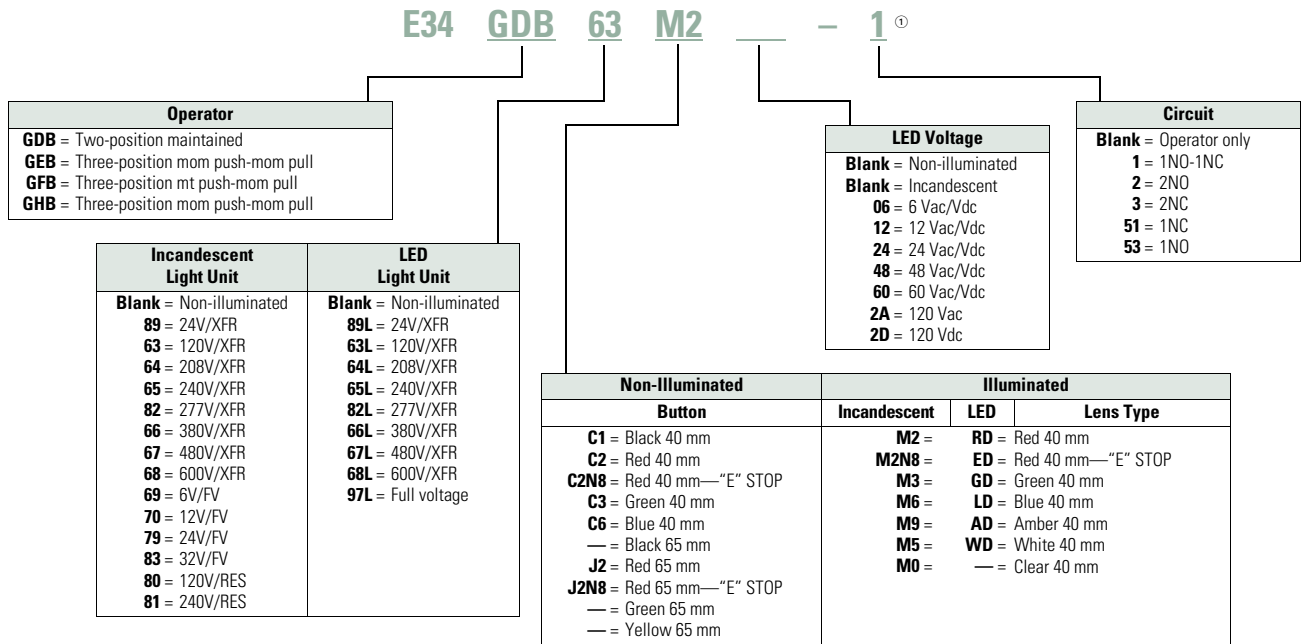 E34 GDB 63 M2 ___ – 1 ①
Operator
GDB = Two-position maintained
GEB = Three-position mom push-mom pull
GFB = Three-position mt push-mom pull
GHB = Three-position mom push-mom pull
LED Voltage
Blank = Non-illuminated
Blank = Incandescent
06 = 6 Vac/Vdc
12 = 12 Vac/Vdc
24 = 24 Vac/Vdc
48 = 48 Vac/Vdc
60 = 60 Vac/Vdc
2A = 120 Vac
2D = 120 Vdc
Circuit
Blank = Operator only
1 = 1NO-1NC
2 = 2NO
3 = 2NC
51 = 1NC
53 = 1NO
Incandescent
Light Unit
Blank = Non-illuminated
89 = 24V/XFR
63 = 120V/XFR
64 = 208V/XFR
65 = 240V/XFR
82 = 277V/XFR
66 = 380V/XFR
67 = 480V/XFR
68 = 600V/XFR
69 = 6V/FV
70 = 12V/FV
79 = 24V/FV
83 = 32V/FV
80 = 120V/RES
81 = 240V/RES
LED
Light Unit
Blank = Non-illuminated
89L = 24V/XFR
63L = 120V/XFR
64L = 208V/XFR
65L = 240V/XFR
82L = 277V/XFR
66L = 380V/XFR
67L = 480V/XFR
68L = 600V/XFR
97L = Full voltage
Non-Illuminated
Button
C1 = Black 40 mm
C2 = Red 40 mm
C2N8 = Red 40 mm—“E” STOP
C3 = Green 40 mm
C6 = Blue 40 mm
— = Black 65 mm
J2 = Red 65 mm
J2N8 = Red 65 mm—“E” STOP
— = Green 65 mm
— = Yellow 65 mm
Illuminated
Incandescent LED Lens Type
M2 = RD = Red 40 mm
M2N8 = ED = Red 40 mm—“E” STOP
M3 = GD = Green 40 mm
M6 = LD = Blue 40 mm
M9 = AD = Amber 40 mm
M5 = WD = White 40 mm
M0 = — = Clear 40 mm